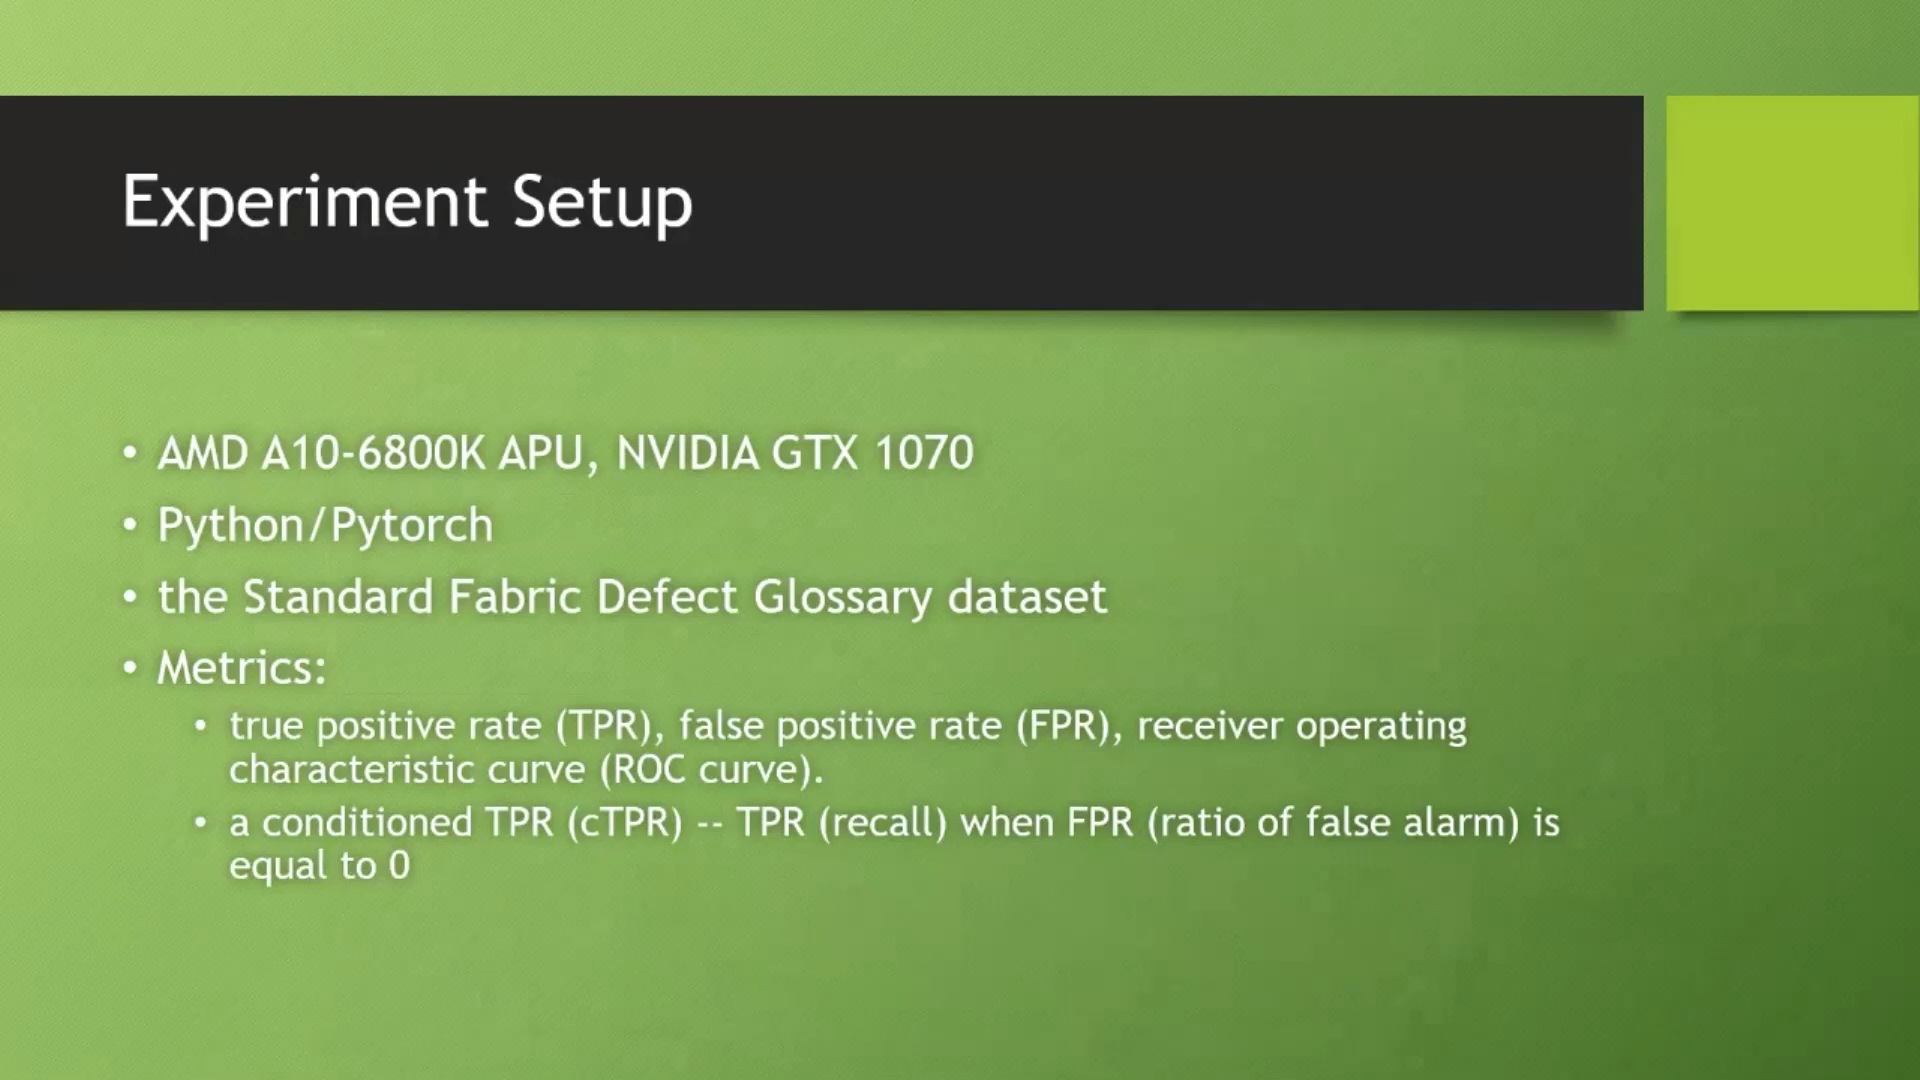 Experiment Setup
• AMD A10-6800K APU, NVIDIA GTX 1070
• Python/Pytorch
• the Standard Fabric Defect Glossary dataset
• Metrics:
• true positive rate (TPR), false positive rate (FPR), receiver operating
characteristic curve (ROC curve).
• a conditioned TPR (cTPR) -- TPR (recall) when FPR (ratio of false alarm) is
equal to 0